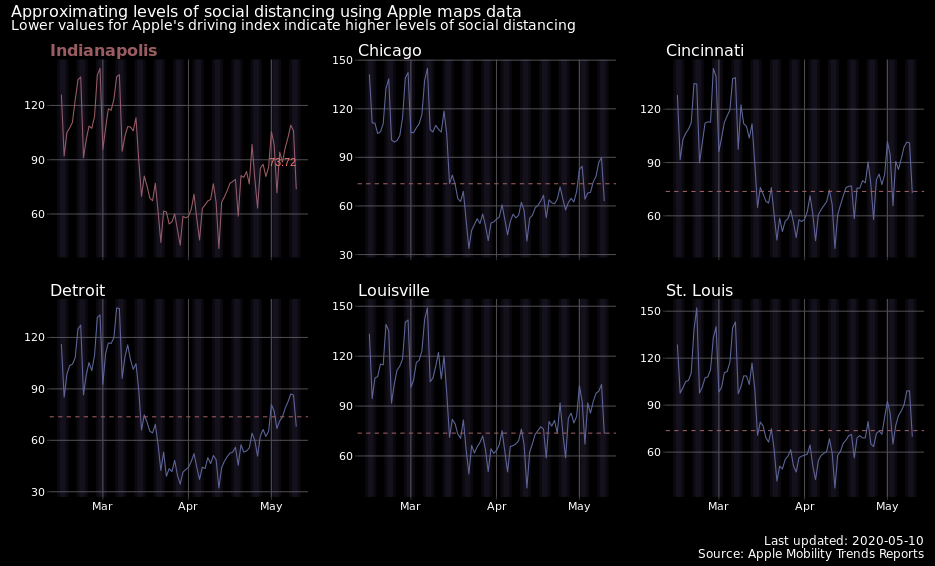 Approximating levels of social distancing using Apple maps data
Lower values for Apple's driving index indicate higher levels of social distancing
Indianapolis
120
90
60
73.72
Chicago
150
120
90
60
30
Cincinnati
120
90
60
Detroit
120
90
60
30
Mar Apr May
Louisville
150
120
90
60
Mar Apr May
St. Louis
150
120
90
60
Mar Apr May
Last updated: 2020-05-10
Source: Apple Mobility Trends Reports